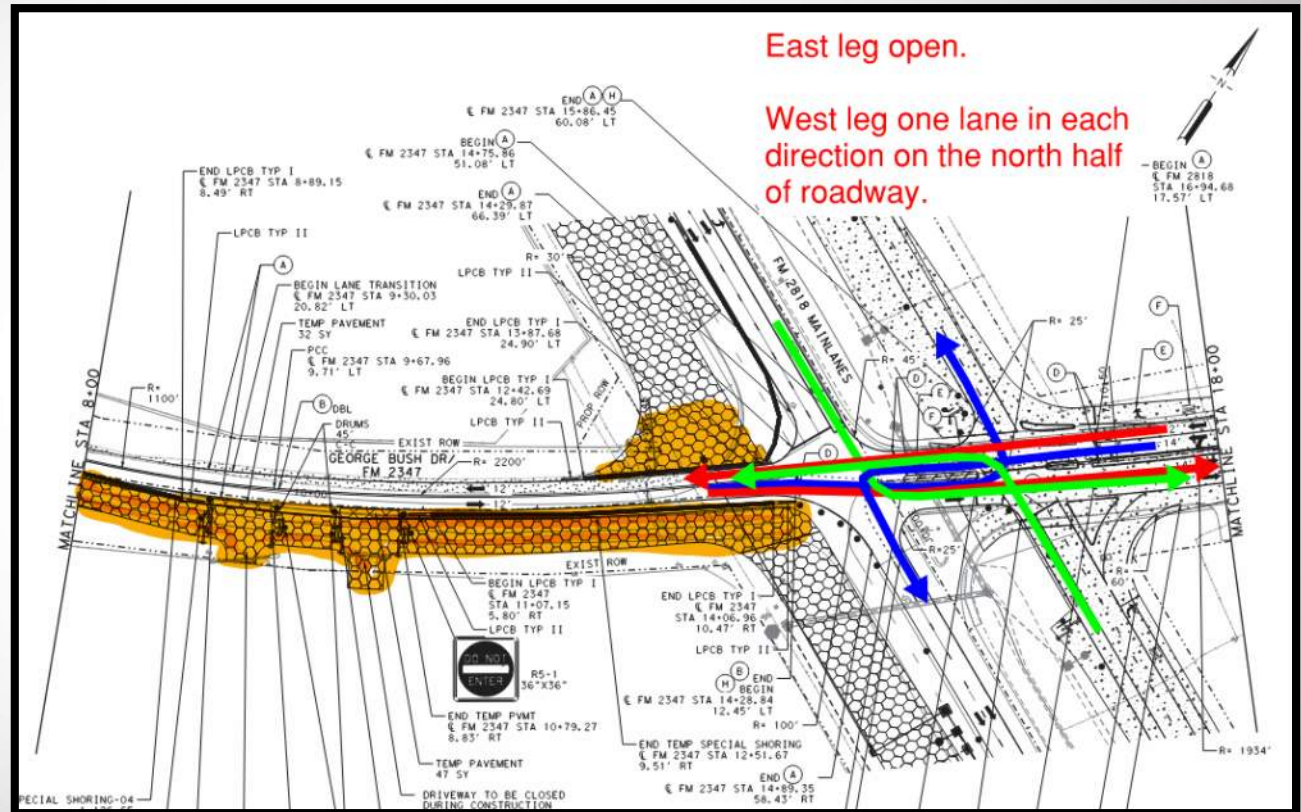 East leg open.
West leg one lane in each
direction on the north half
of roadway.
N
END A H
℄ FM 2347 STA 15+86.45
60.08' LT
BEGIN A
℄ FM 2347 STA 14+75.86
51.08' LT
END A
℄ FM 2347 STA 14+29.87
66.39' LT
R= 30'
LPCB TYP II
BEGIN A
℄ FM 2818
STA 16+94.68
17.57' LT
END LPCB TYP I
℄ FM 2347 STA 8+89.15
8.49' RT
LPCB TYP II
A
BEGIN LANE TRANSITION
℄ FM 2347 STA 9+30.03
20.82' LT
TEMP PAVEMENT
32 SY
PCC
℄ FM 2347 STA 9+67.96
9.71' LT
B DBL
DRUMS
45'
END LPCB TYP I
℄ FM 2347 STA 13+87.68
24.90' LT
BEGIN LPCB TYP I
℄ FM 2347 STA 12+42.69
24.80' LT
LPCB TYP II
PROP ROW
FM 2818 MAINLANES
R= 45'
R= 25'
D
E
F
D
F
E
R=
1100'
EXIST ROW
GEORGE BUSH DR/
FM 2347
R= 2200'
D
12'
12'
10+00
14'
MATCHLINE STA 8+00
MATCHLINE STA 18+00
R=25'
R=
60'
EXIST ROW
BEGIN LPCB TYP I
℄ FM 2347
STA 11+07.15
5.80' RT
LPCB TYP II
DO NOT
ENTER
R5-1
36"X36"
END LPCB TYP I
℄ FM 2347
STA 14+06.96
10.47' RT
LPCB TYP II
B END
H BEGIN
℄ FM 2347 STA 14+28.84
12.45' LT
R= 100'
END TEMP PVMT
℄ FM 2347 STA 10+79.27
8.83' RT
END TEMP SPECIAL SHORING
℄ FM 2347 STA 12+51.67
9.51' RT
R= 1934'
TEMP PAVEMENT
47 SY
END A
℄ FM 2347 STA 14+89.35
58.43' RT
DRIVEWAY TO BE CLOSED
DURING CONSTRUCTION
PECIAL SHORING-04